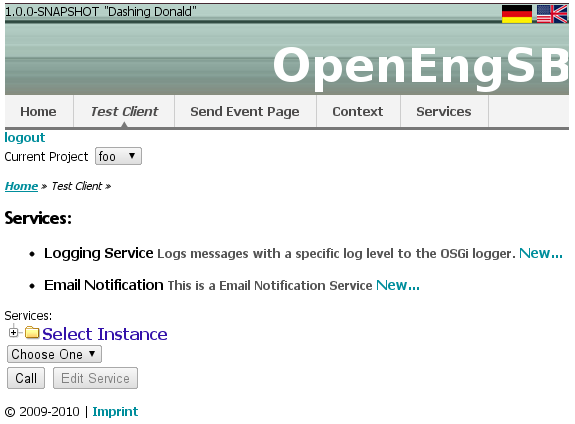 1.0.0-SNAPSHOT "Dashing Donald"
OpenEngSB
Home Test Client Send Event Page Context Services
logout
Current Project foo
Home » Test Client »
Services:
Logging Service Logs messages with a specific log level to the OSGi logger. New...
Email Notification This is a Email Notification Service New...
Services:
Select Instance
Choose One
Call Edit Service
© 2009-2010 | Imprint